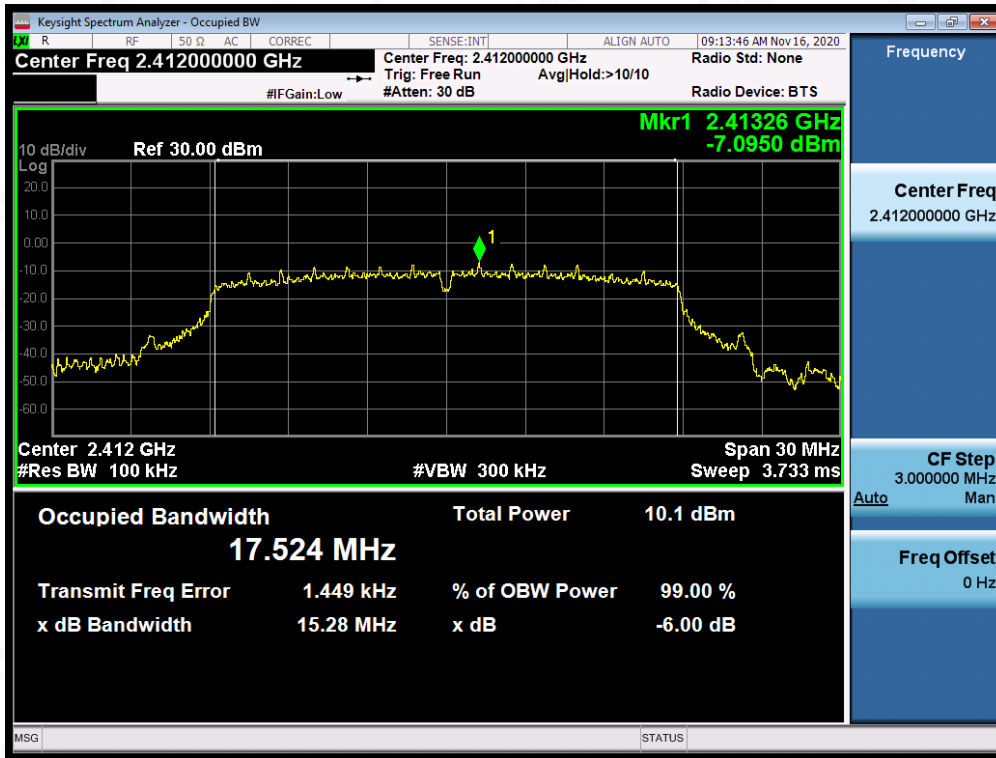 Keysight Spectrum Analyzer - Occupied BW
LXI R RF 50 Ω AC CORREC SENSE:INT ALIGN AUTO 09:13:46 AM Nov 16, 2020
Center Freq 2.412000000 GHz
Center Freq: 2.412000000 GHz
Radio Std: None
Trig: Free Run Avg|Hold:>10/10
#IFGain:Low
#Atten: 30 dB
Radio Device: BTS
Mkr1 2.41326 GHz
-7.0950 dBm
10 dB/div Ref 30.00 dBm
Log
20.0
10.0
0.00
-10.0
-20.0
-30.0
-40.0
-50.0
-60.0
1
Center 2.412 GHz
Span 30 MHz
#Res BW 100 kHz
#VBW 300 kHz
Sweep 3.733 ms
Occupied Bandwidth
17.524 MHz
Total Power 10.1 dBm
Transmit Freq Error 1.449 kHz
% of OBW Power 99.00 %
x dB Bandwidth 15.28 MHz
x dB -6.00 dB
MSG
STATUS
Frequency
Center Freq
2.412000000 GHz
CF Step
3.000000 MHz
Auto Man
Freq Offset
0 Hz